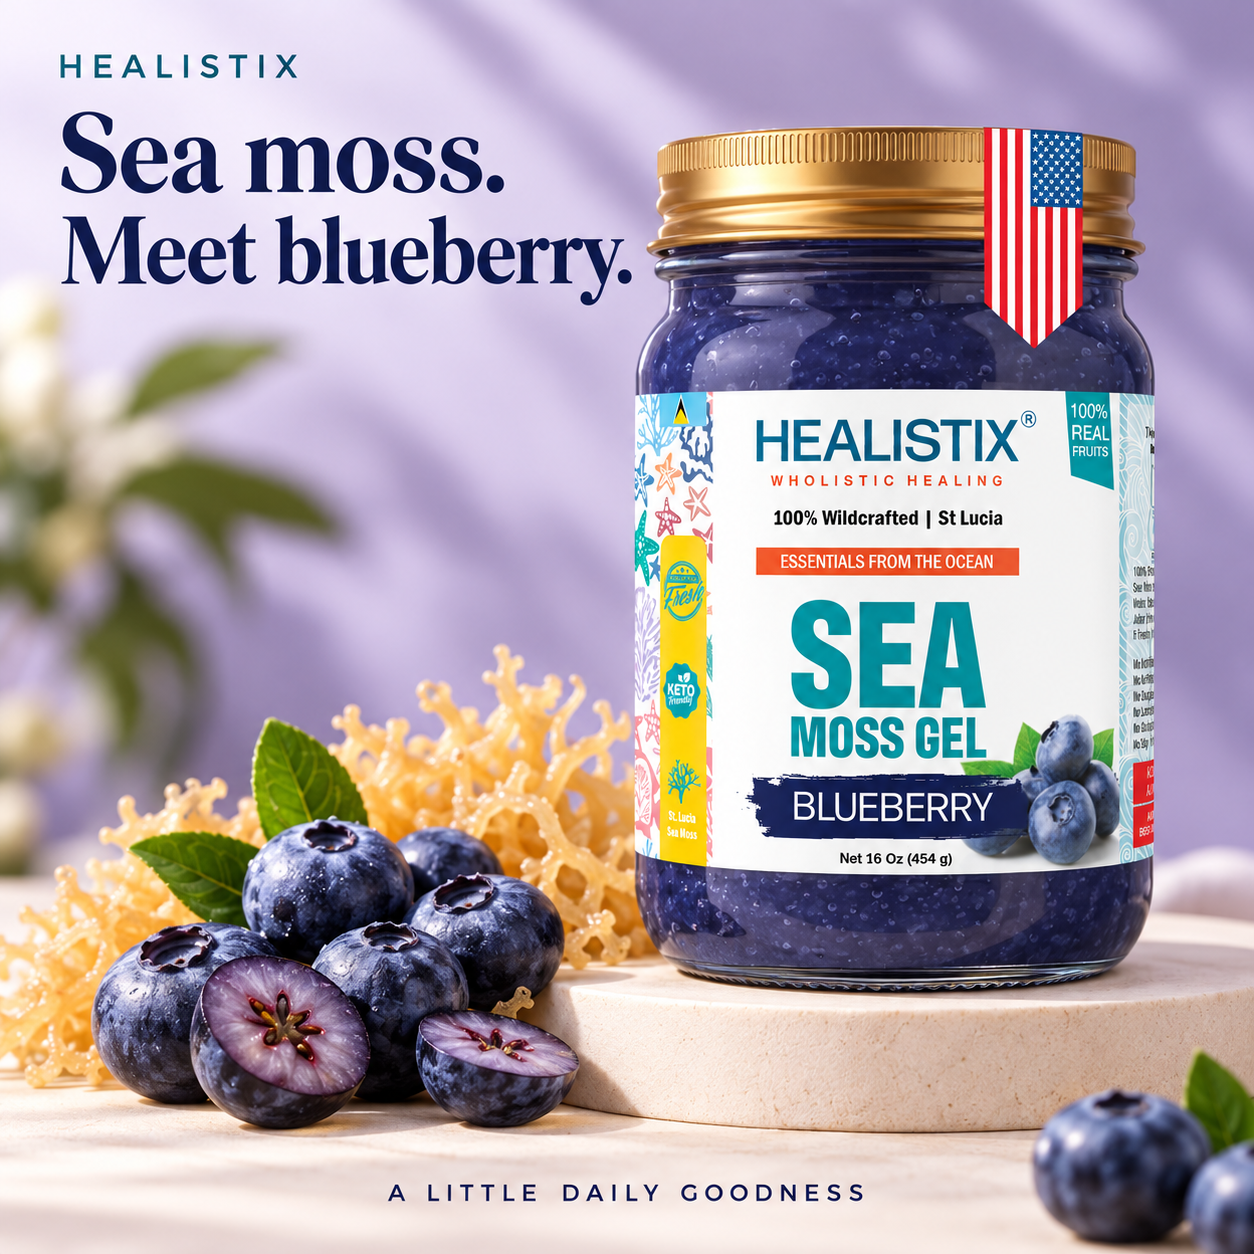 HEALISTIX
Sea moss.
Meet blueberry.
HEALISTIX®
WHOLISTIC HEALING
100% Wildcrafted | St Lucia
ESSENTIALS FROM THE OCEAN
SEA
MOSS GEL
BLUEBERRY
Net 16 Oz (454 g)
100%
REAL
FRUITS
Fresh
KETO
friendly
St. Lucia
Sea Moss
A LITTLE DAILY GOODNESS